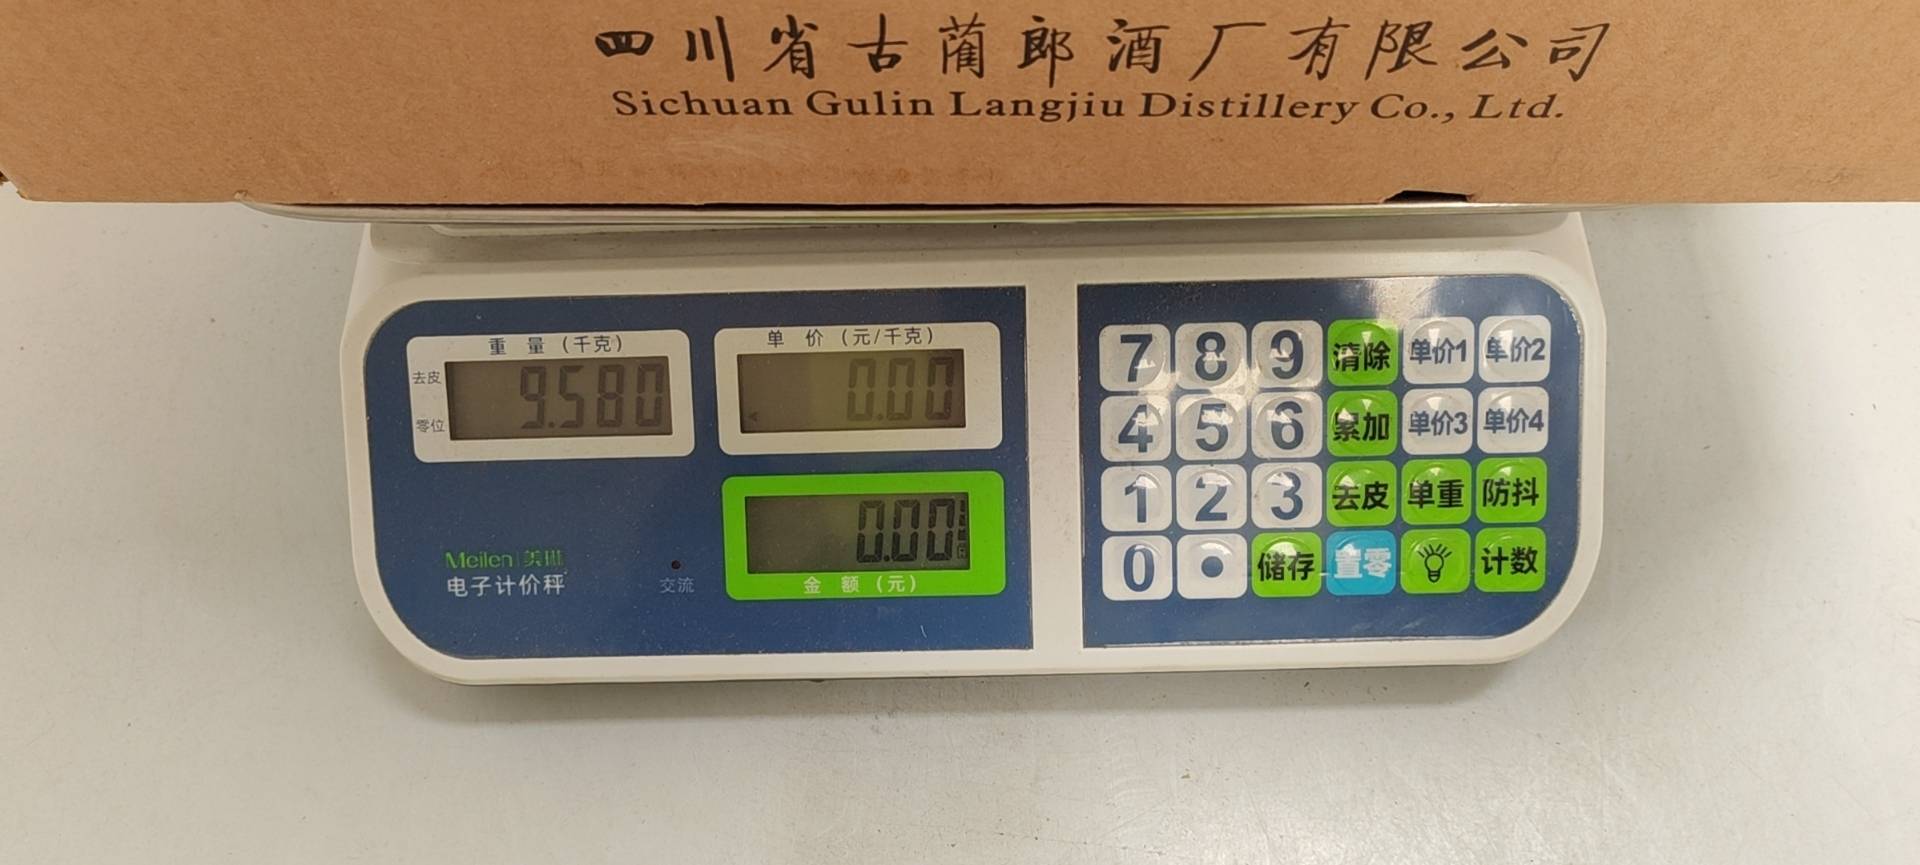 四川省古蔺郎酒厂有限公司
Sichuan Gulin Langjiu Distillery Co., Ltd.
重 量 (千克)
去皮
零位
9.580
单 价 (元/千克)
0.00
0.00
金 额 (元)
Meilen 美琳
电子计价秤
交流
7 8 9 清除 单价1 单价2
4 5 6 累加 单价3 单价4
1 2 3 去皮 单重 防抖
0 • 储存 置零 计数